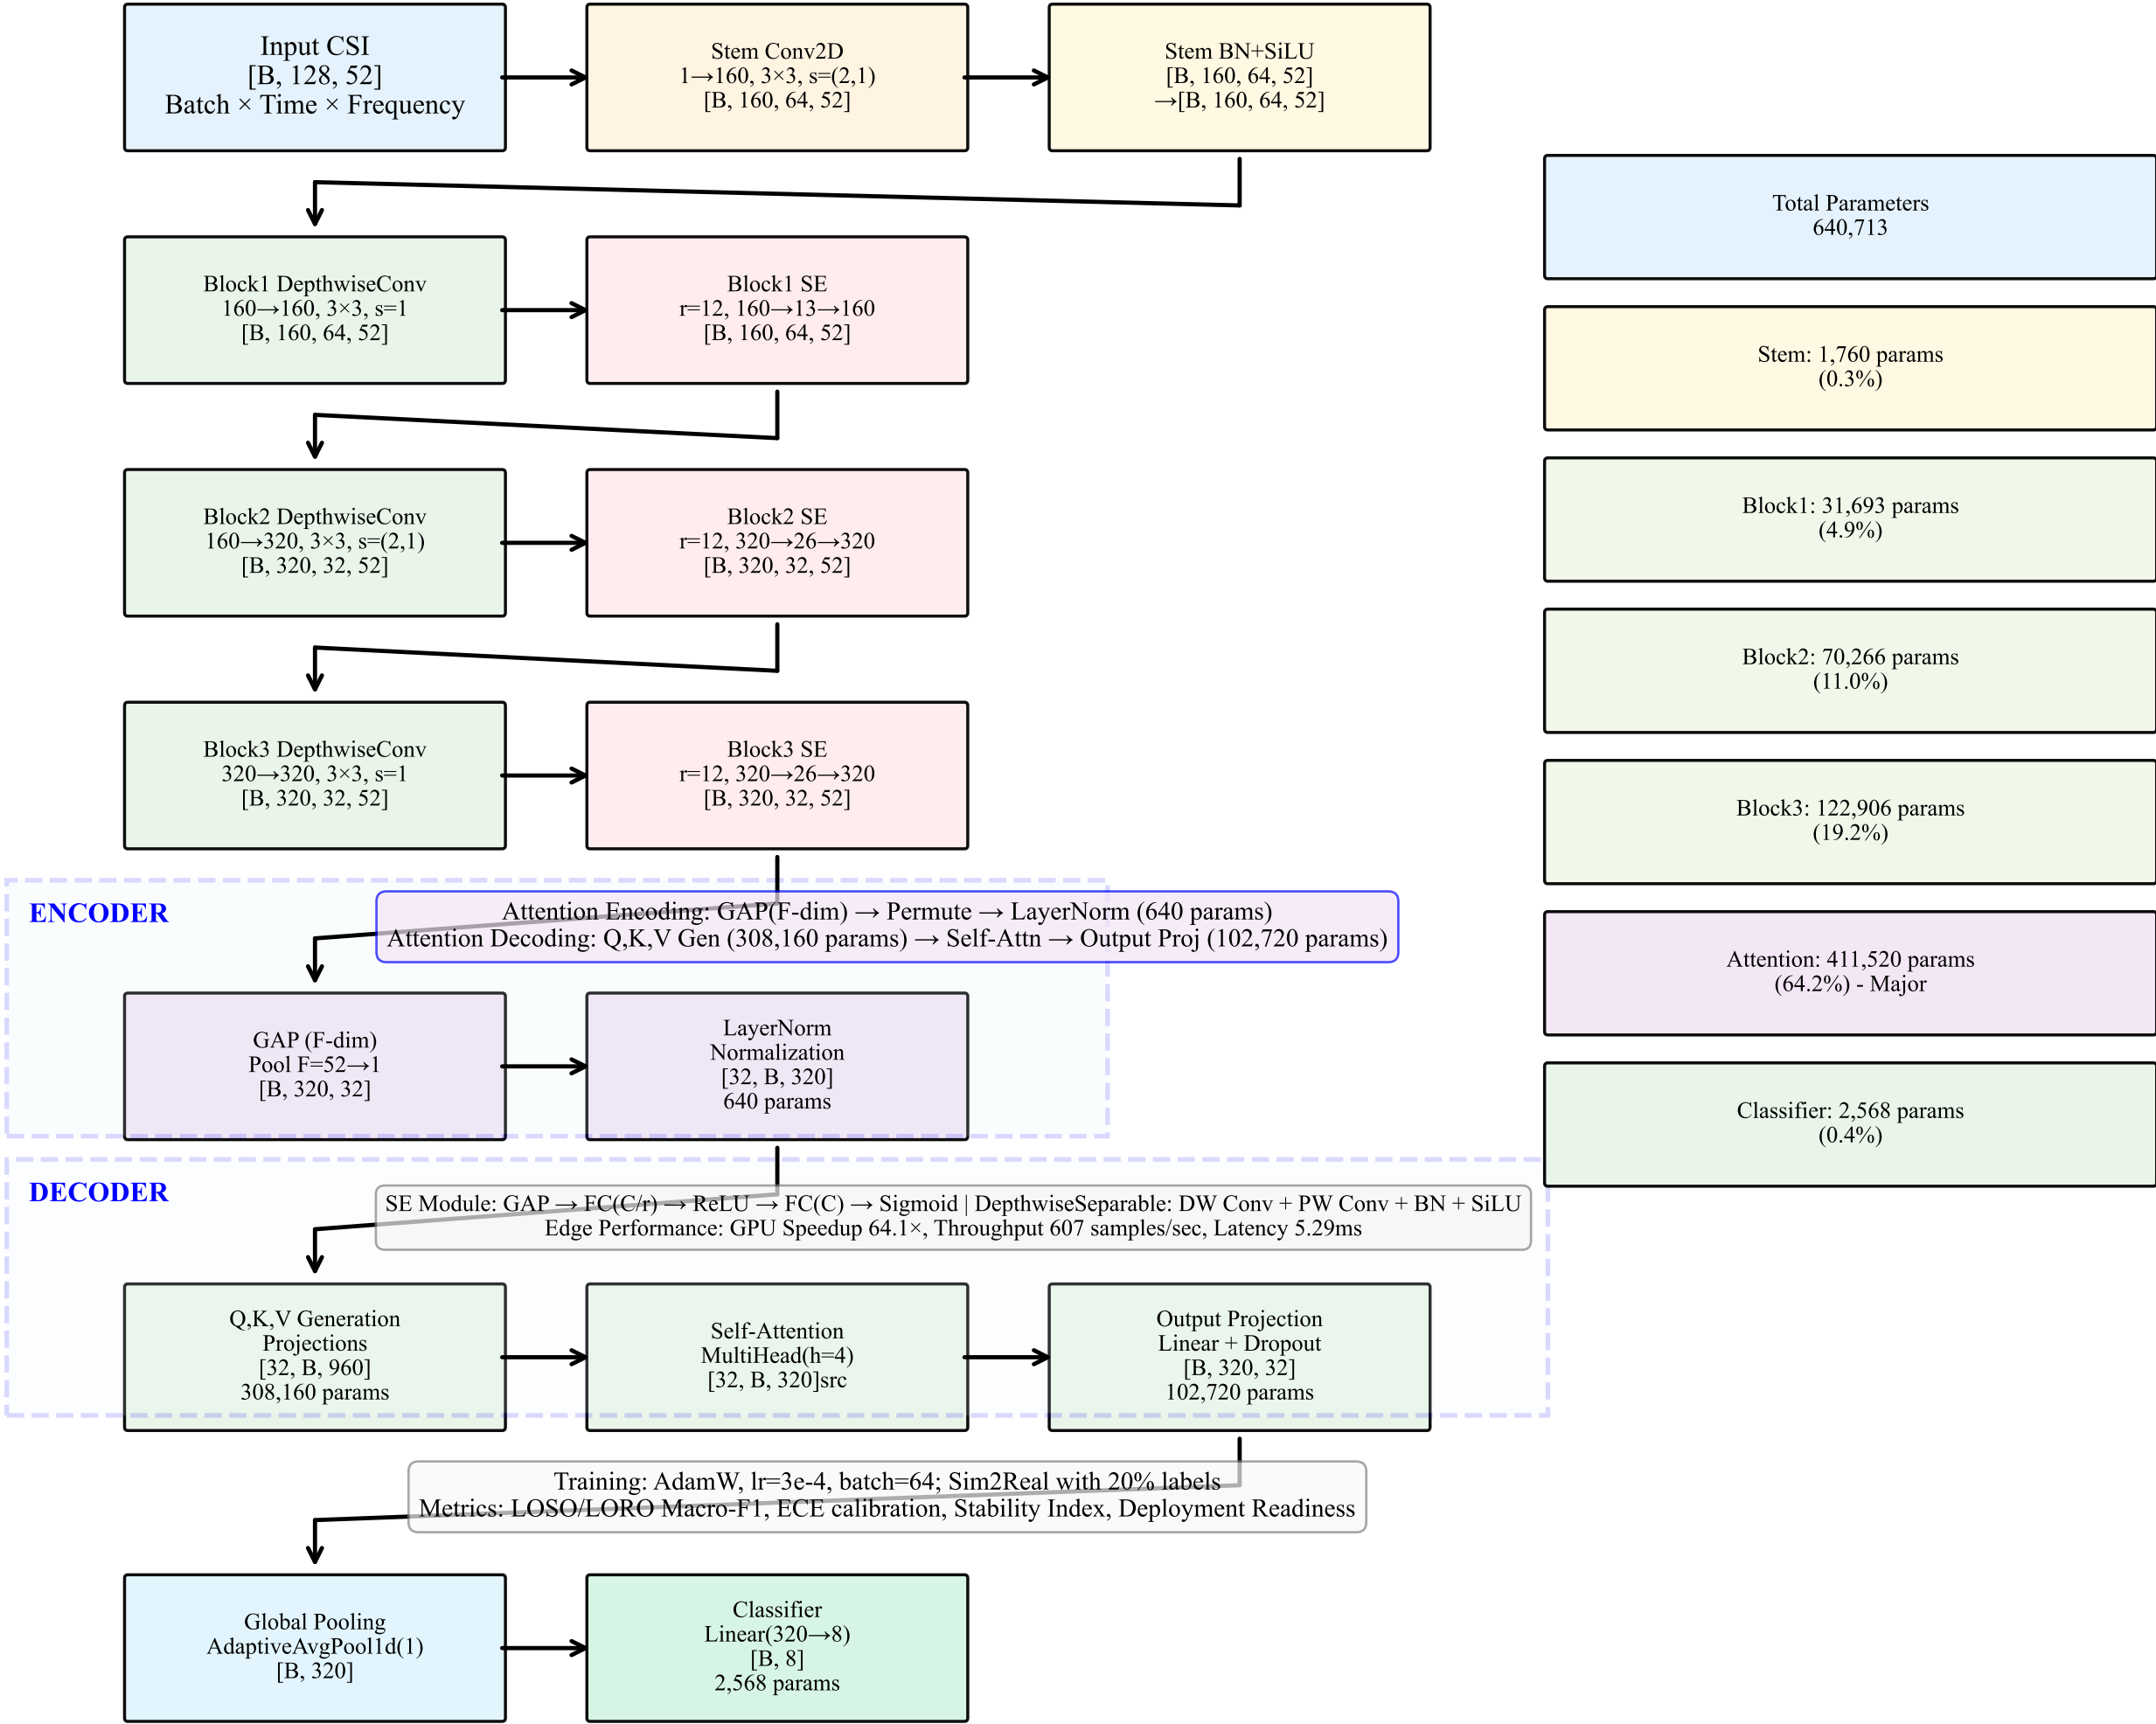 Input CSI
[B, 128, 52]
Batch × Time × Frequency
Stem Conv2D
1→160, 3×3, s=(2,1)
[B, 160, 64, 52]
Stem BN+SiLU
[B, 160, 64, 52]
→[B, 160, 64, 52]
Block1 DepthwiseConv
160→160, 3×3, s=1
[B, 160, 64, 52]
Block1 SE
r=12, 160→13→160
[B, 160, 64, 52]
Block2 DepthwiseConv
160→320, 3×3, s=(2,1)
[B, 320, 32, 52]
Block2 SE
r=12, 320→26→320
[B, 320, 32, 52]
Block3 DepthwiseConv
320→320, 3×3, s=1
[B, 320, 32, 52]
Block3 SE
r=12, 320→26→320
[B, 320, 32, 52]
ENCODER
Attention Encoding: GAP(F-dim) → Permute → LayerNorm (640 params)
Attention Decoding: Q,K,V Gen (308,160 params) → Self-Attn → Output Proj (102,720 params)
GAP (F-dim)
Pool F=52→1
[B, 320, 32]
LayerNorm
Normalization
[32, B, 320]
640 params
DECODER
SE Module: GAP → FC(C/r) → ReLU → FC(C) → Sigmoid | DepthwiseSeparable: DW Conv + PW Conv + BN + SiLU
Edge Performance: GPU Speedup 64.1×, Throughput 607 samples/sec, Latency 5.29ms
Q,K,V Generation
Projections
[32, B, 960]
308,160 params
Self-Attention
MultiHead(h=4)
[32, B, 320]src
Output Projection
Linear + Dropout
[B, 320, 32]
102,720 params
Training: AdamW, lr=3e-4, batch=64; Sim2Real with 20% labels
Metrics: LOSO/LORO Macro-F1, ECE calibration, Stability Index, Deployment Readiness
Global Pooling
AdaptiveAvgPool1d(1)
[B, 320]
Classifier
Linear(320→8)
[B, 8]
2,568 params
Total Parameters
640,713
Stem: 1,760 params
(0.3%)
Block1: 31,693 params
(4.9%)
Block2: 70,266 params
(11.0%)
Block3: 122,906 params
(19.2%)
Attention: 411,520 params
(64.2%) - Major
Classifier: 2,568 params
(0.4%)